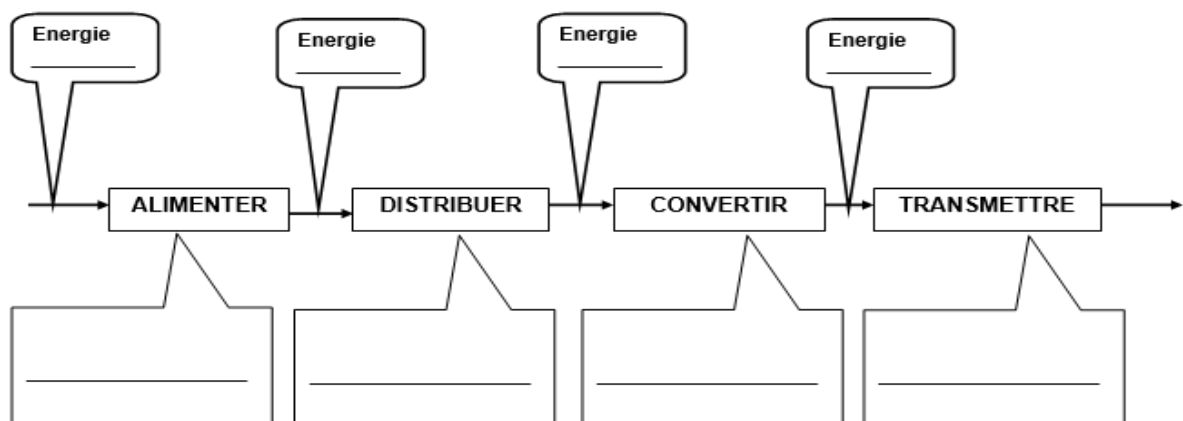 Energie
Energie
Energie
Energie
ALIMENTER
DISTRIBUER
CONVERTIR
TRANSMETTRE